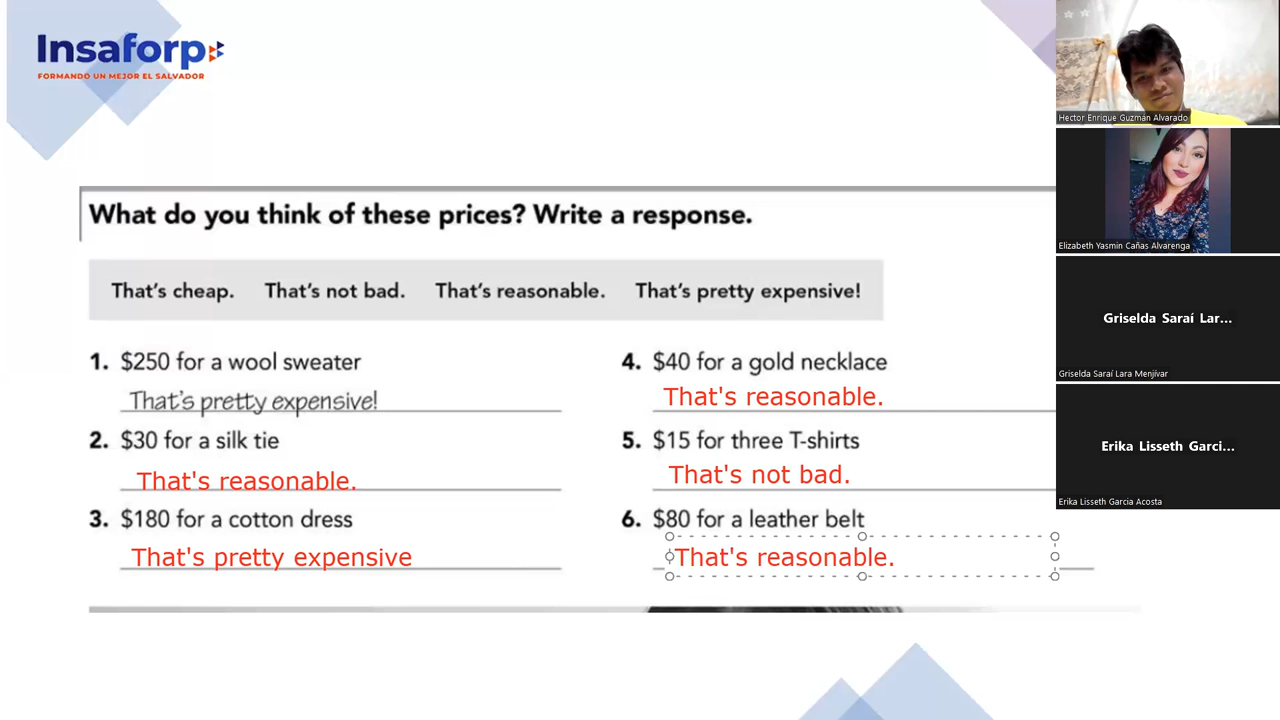 Insaforp
FORMANDO UN MEJOR EL SALVADOR
What do you think of these prices? Write a response.
That's cheap. That's not bad. That's reasonable. That's pretty expensive!
1. $250 for a wool sweater
That's pretty expensive!
2. $30 for a silk tie
That's reasonable.
3. $180 for a cotton dress
That's pretty expensive
4. $40 for a gold necklace
That's reasonable.
5. $15 for three T-shirts
That's not bad.
6. $80 for a leather belt
That's reasonable.
Hector Enrique Guzmán Alvarado
Elizabeth Yasmin Cañas Alvarenga
Griselda Saraí Lar...
Griselda Saraí Lara Menjívar
Erika Lisseth Garci...
Erika Lisseth Garcia Acosta